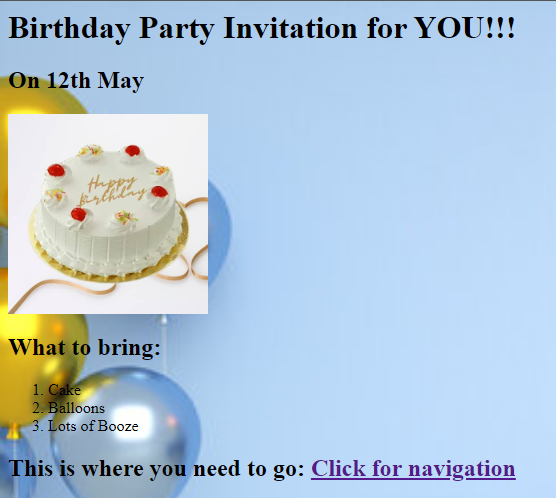 Birthday Party Invitation for YOU!!!
On 12th May
Happy
birthday
What to bring:
1. Cake
2. Balloons
3. Lots of Booze
This is where you need to go: Click for navigation